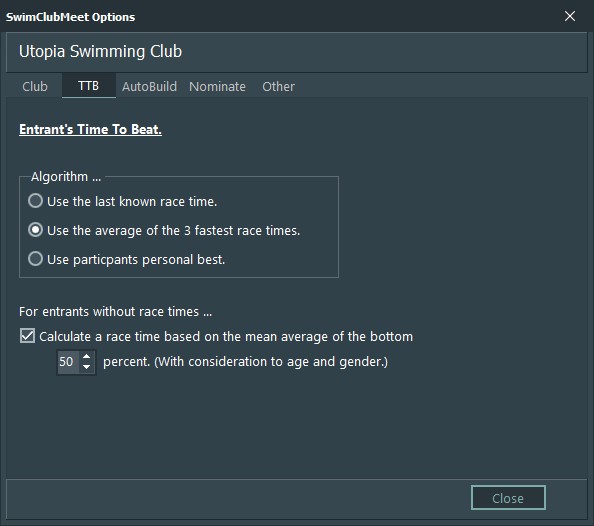 SwimClubMeet Options
Utopia Swimming Club
Club TTB AutoBuild Nominate Other
Entrant's Time To Beat.
Algorithm ...
Use the last known race time.
Use the average of the 3 fastest race times.
Use particpants personal best.
For entrants without race times ...
Calculate a race time based on the mean average of the bottom
50 percent. (With consideration to age and gender.)
Close